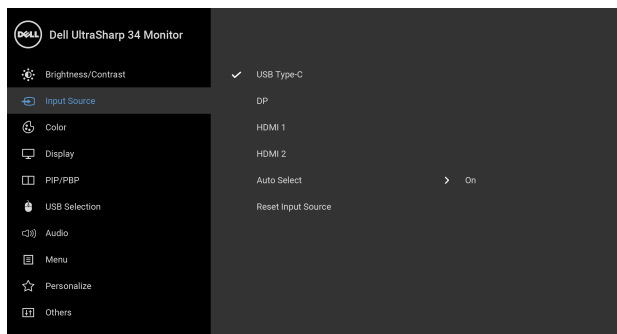 DELL Dell UltraSharp 34 Monitor
Brightness/Contrast
Input Source
Color
Display
PIP/PBP
USB Selection
Audio
Menu
Personalize
Others
USB Type-C
DP
HDMI 1
HDMI 2
Auto Select > On
Reset Input Source